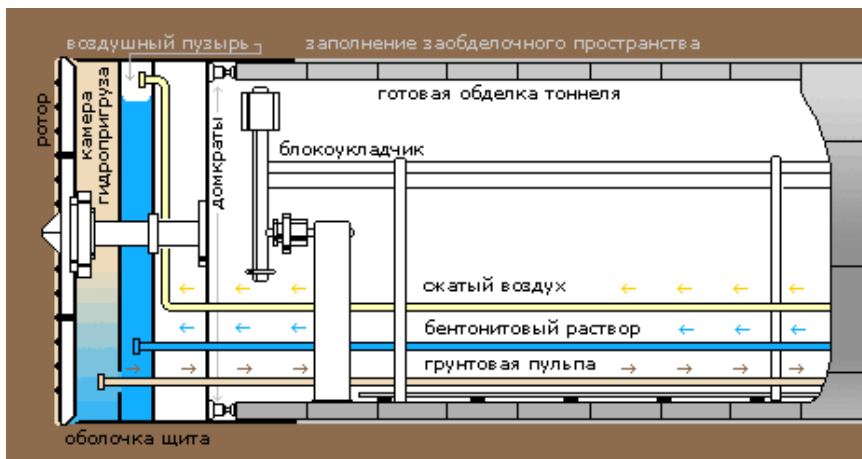 воздушный пузырь
заполнение заобделочного пространства
ротор
камера
гидропригруза
домкраты
готовая обделка тоннеля
блокоукладчик
сжатый воздух
бентонитовый раствор
грунтовая пульпа
оболочка щита